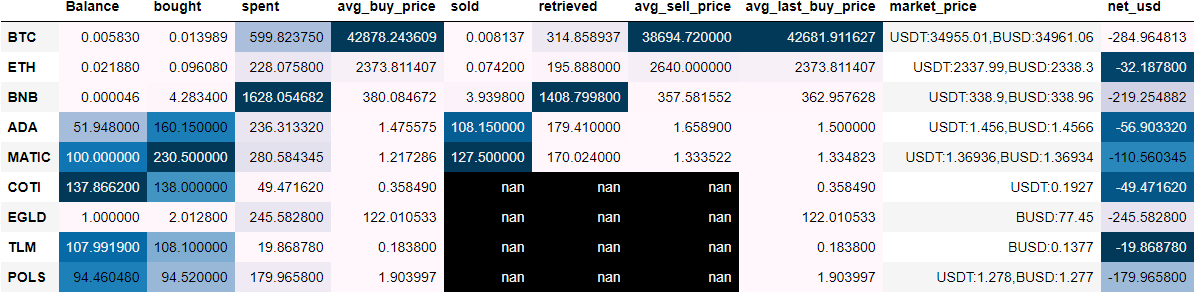 Balance bought spent avg_buy_price sold retrieved avg_sell_price avg_last_buy_price market_price net_usd
BTC 0.005830 0.013989 599.823750 42878.243609 0.008137 314.858937 38694.720000 42681.911627 USDT:34955.01,BUSD:34961.06 -284.964813
ETH 0.021880 0.096080 228.075800 2373.811407 0.074200 195.888000 2640.000000 2373.811407 USDT:2337.99,BUSD:2338.3 -32.187800
BNB 0.000046 4.283400 1628.054682 380.084672 3.939800 1408.799800 357.581552 362.957628 USDT:338.9,BUSD:338.96 -219.254882
ADA 51.948000 160.150000 236.313320 1.475575 108.150000 179.410000 1.658900 1.500000 USDT:1.456,BUSD:1.4566 -56.903320
MATIC 100.000000 230.500000 280.584345 1.217286 127.500000 170.024000 1.333522 1.334823 USDT:1.36936,BUSD:1.36934 -110.560345
COTI 137.866200 138.000000 49.471620 0.358490 nan nan nan 0.358490 USDT:0.1927 -49.471620
EGLD 1.000000 2.012800 245.582800 122.010533 nan nan nan 122.010533 BUSD:77.45 -245.582800
TLM 107.991900 108.100000 19.868780 0.183800 nan nan nan 0.183800 BUSD:0.1377 -19.868780
POLS 94.460480 94.520000 179.965800 1.903997 nan nan nan 1.903997 USDT:1.278,BUSD:1.277 -179.965800